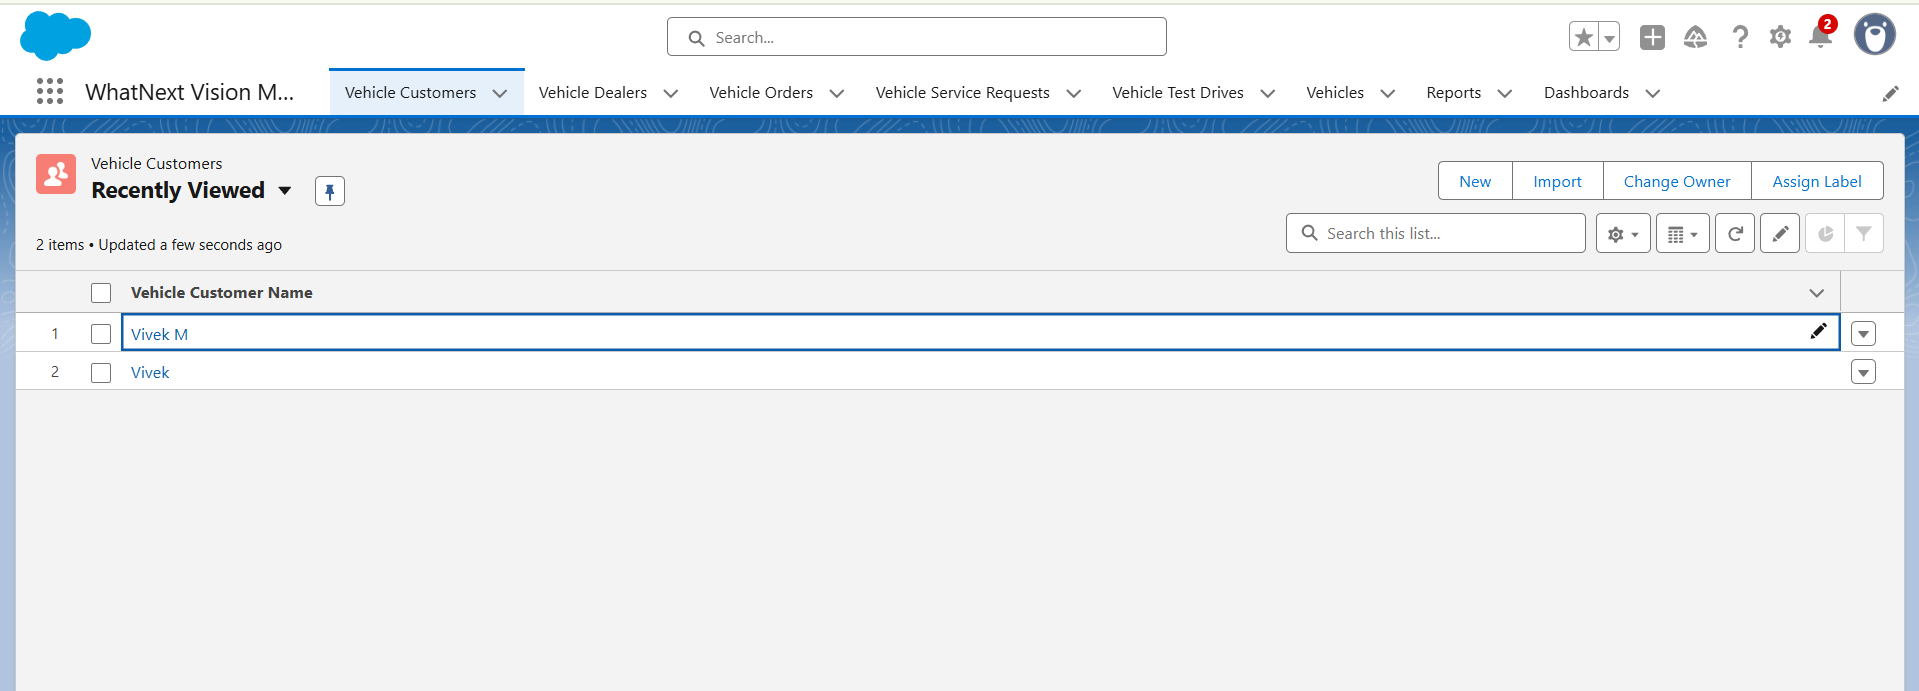 Search...
2
WhatNext Vision M...
Vehicle Customers
Vehicle Dealers
Vehicle Orders
Vehicle Service Requests
Vehicle Test Drives
Vehicles
Reports
Dashboards
Vehicle Customers
Recently Viewed
New
Import
Change Owner
Assign Label
2 items • Updated a few seconds ago
Search this list...
Vehicle Customer Name
1 Vivek M
2 Vivek